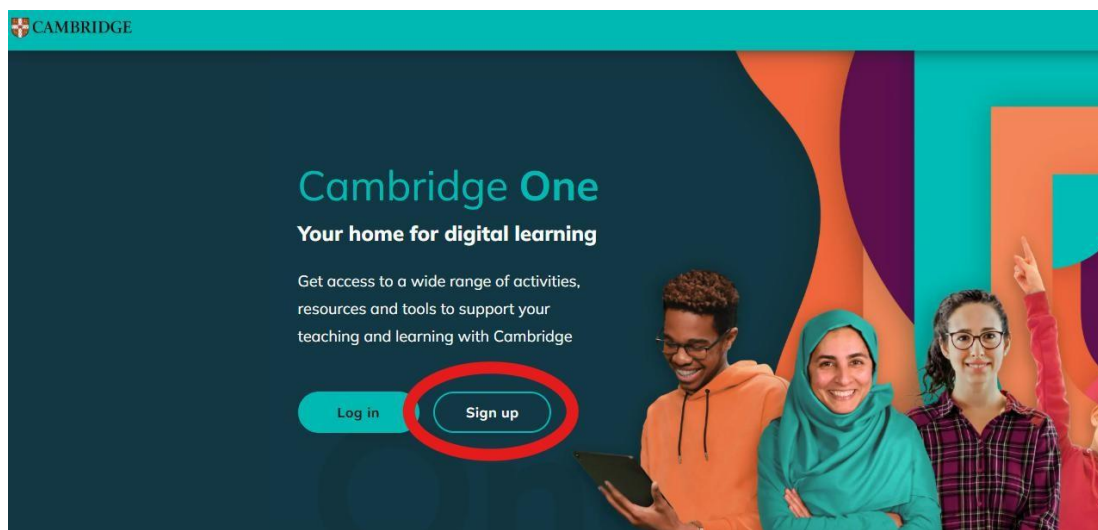 CAMBRIDGE
Cambridge One
Your home for digital learning
Get access to a wide range of activities,
resources and tools to support your
teaching and learning with Cambridge
Log in
Sign up
On